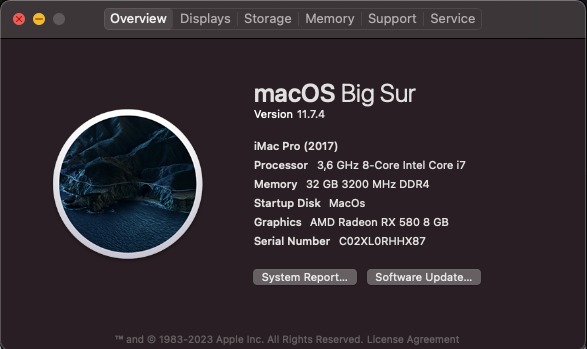 Overview Displays Storage Memory Support Service
macOS Big Sur
Version 11.7.4
iMac Pro (2017)
Processor 3,6 GHz 8-Core Intel Core i7
Memory 32 GB 3200 MHz DDR4
Startup Disk MacOs
Graphics AMD Radeon RX 580 8 GB
Serial Number C02XL0RHHX87
System Report... Software Update...
™ and © 1983-2023 Apple Inc. All Rights Reserved. License Agreement